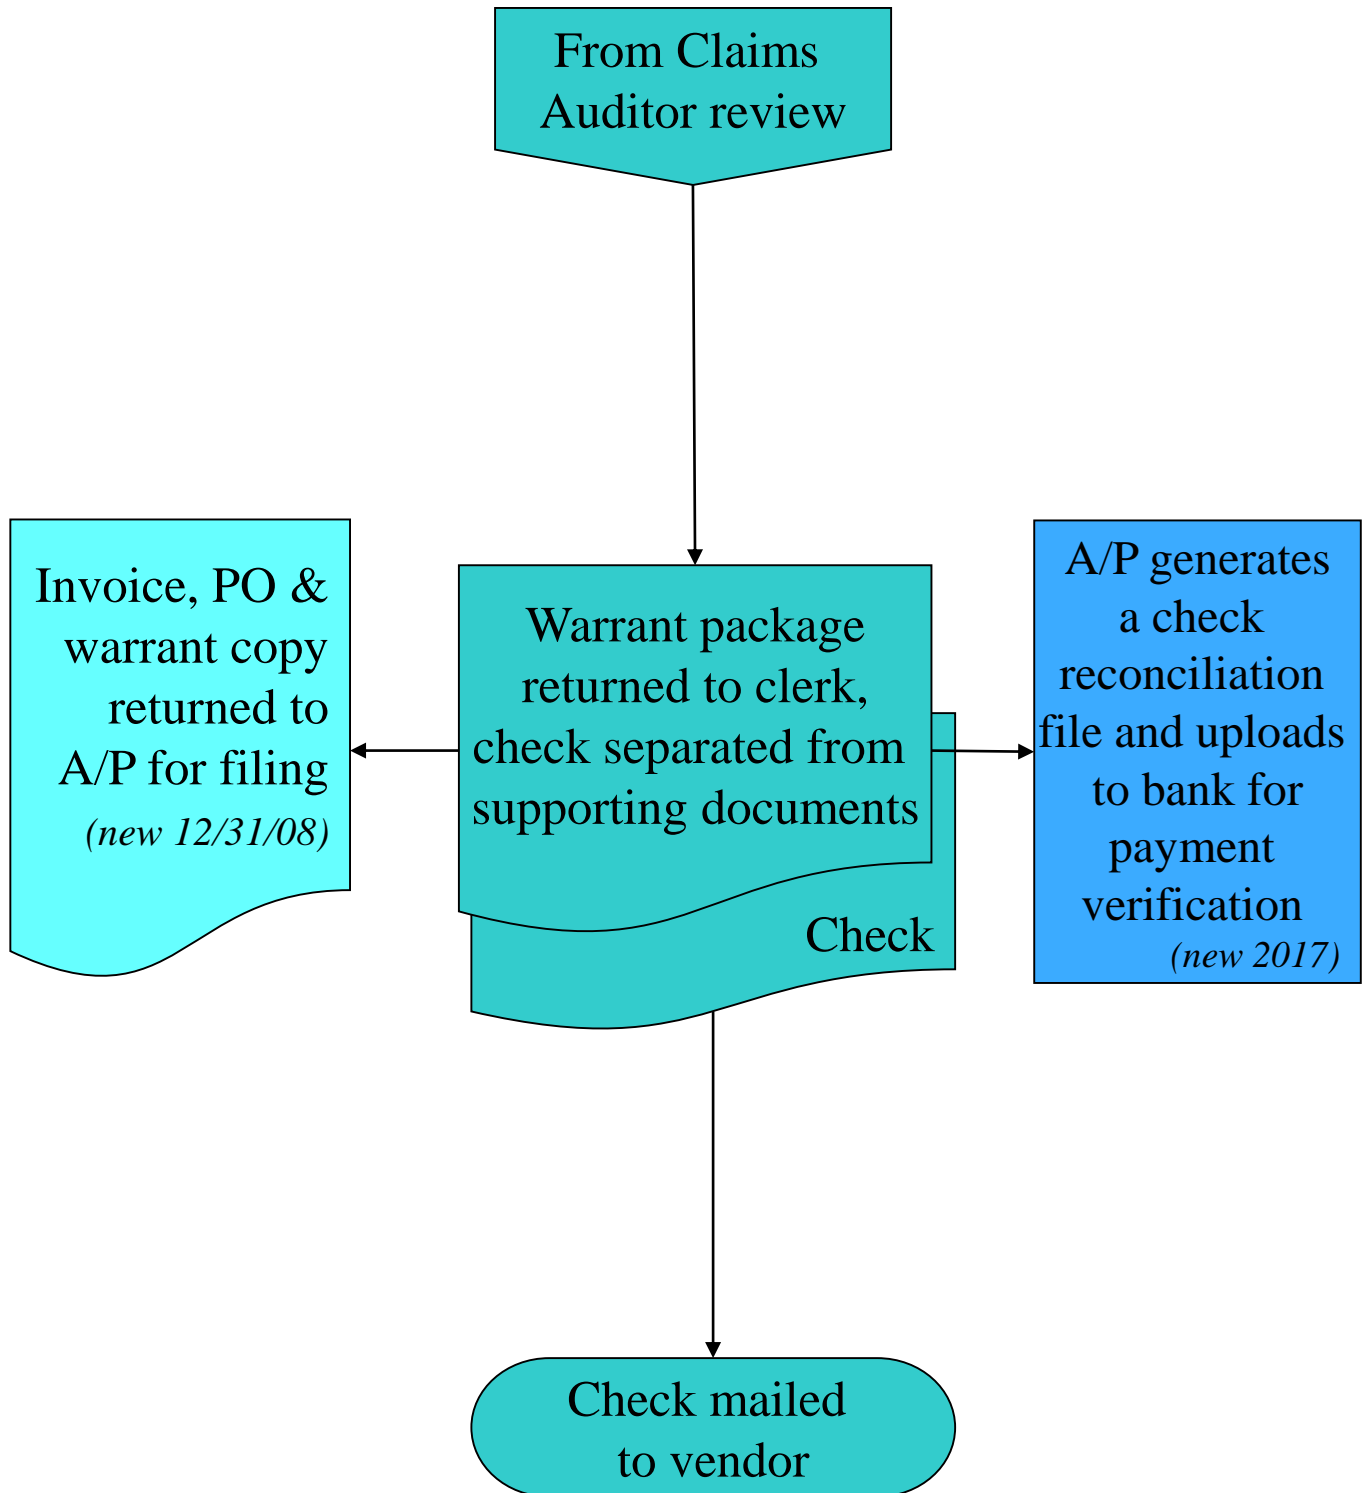 From Claims
Auditor review
Invoice, PO &
warrant copy
returned to
A/P for filing
(new 12/31/08)
Warrant package
returned to clerk,
check separated from
supporting documents
Check
A/P generates
a check
reconciliation
file and uploads
to bank for
payment
verification
(new 2017)
Check mailed
to vendor